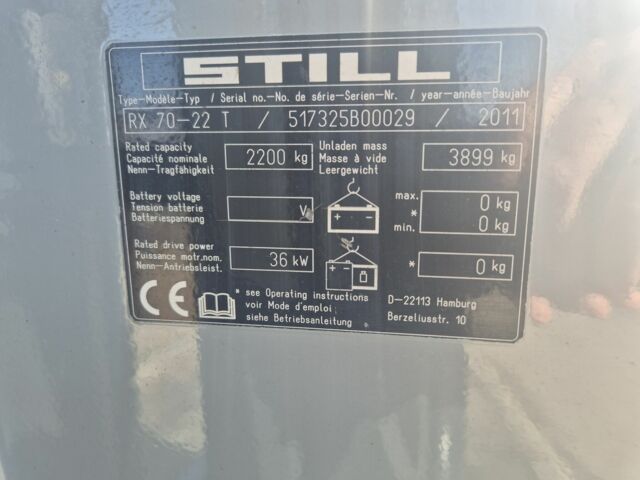 STILL
Type-Modèle-Typ / Serial no.-No. de série-Serien-Nr. / year-année-Baujahr
RX 70-22 T / 517325B00029 / 2011
Rated capacity
Capacité nominale
Nenn-Tragfähigkeit
2200 kg
Unladen mass
Masse à vide
Leergewicht
3899 kg
Battery voltage
Tension batterie
Batteriespannung
V
max. 0 kg
*
min. 0 kg
Rated drive power
Puissance motr.nom.
Nenn-Antriebsleist.
36 kW
* 0 kg
CE
* see Operating instructions
voir Mode d'emploi
siehe Betriebsanleitung
D-22113 Hamburg
Berzeliusstr. 10